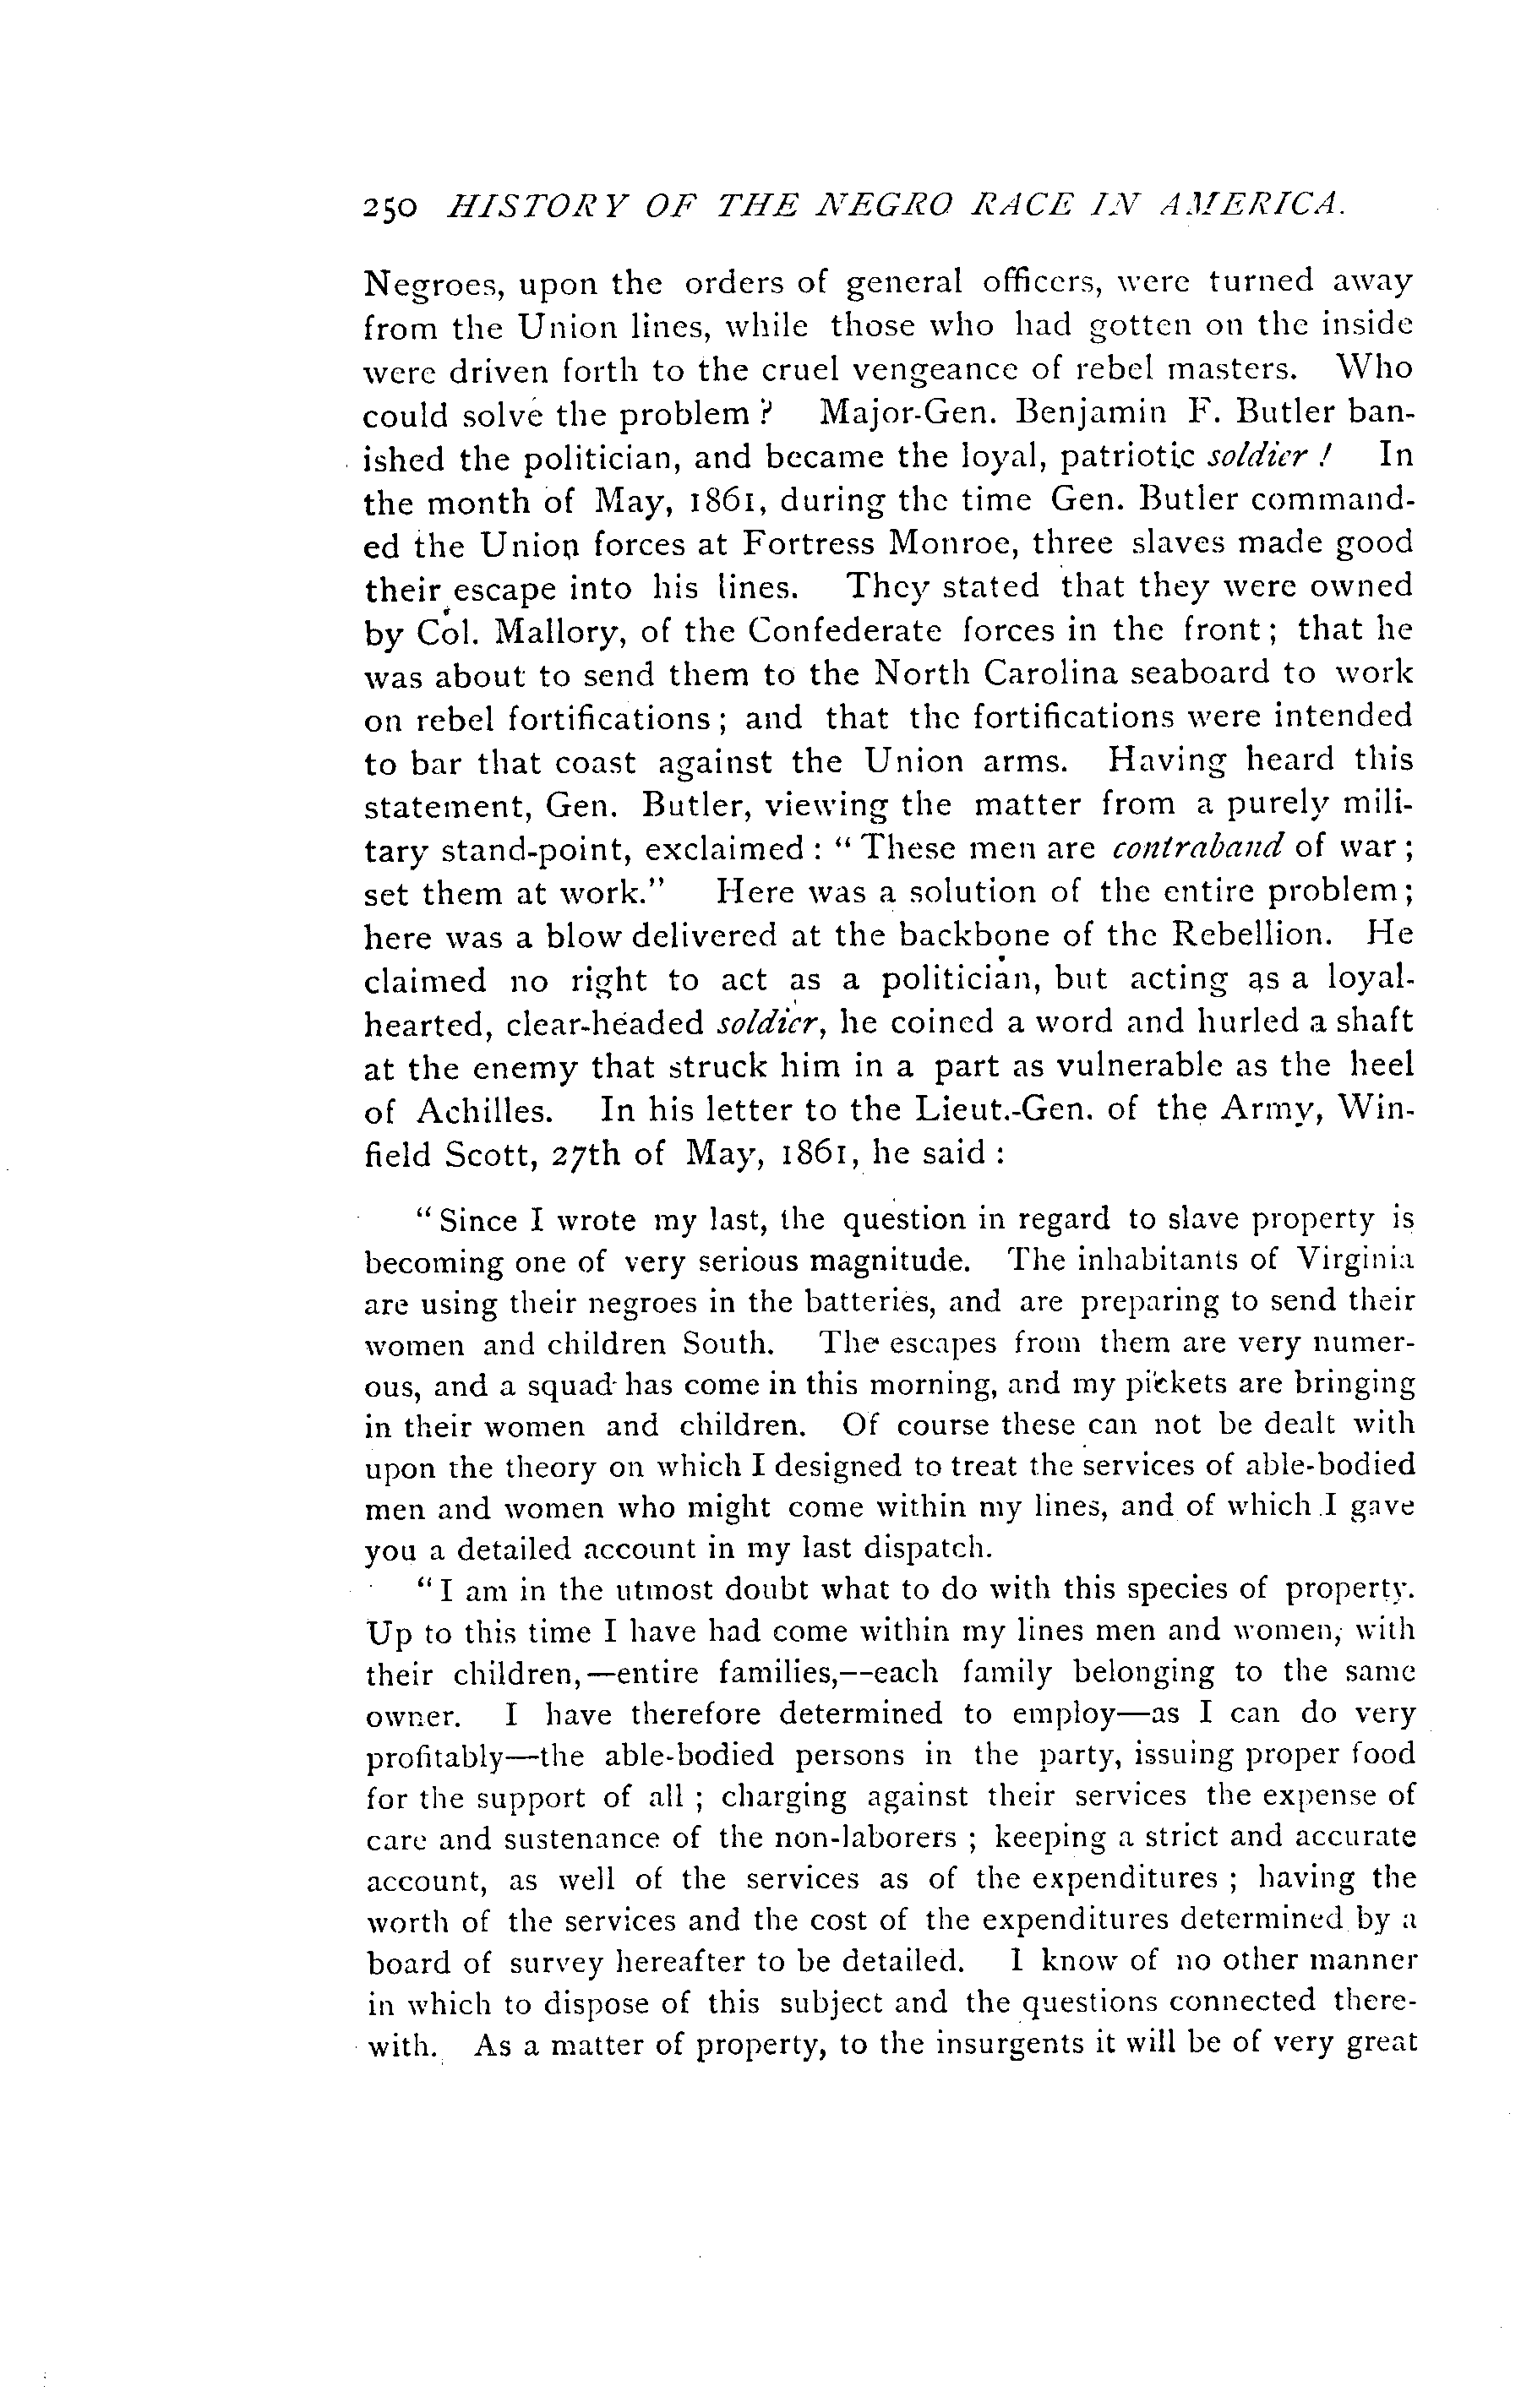 250 HISTORY OF THE NEGRO RACE IN AMERICA.
Negroes, upon the orders of general officers, were turned away
from the Union lines, while those who had gotten on the inside
were driven forth to the cruel vengeance of rebel masters. Who
could solve the problem? Major-Gen. Benjamin F. Butler ban-
ished the politician, and became the loyal, patriotic soldier! In
the month of May, 1861, during the time Gen. Butler command-
ed the Union forces at Fortress Monroe, three slaves made good
their escape into his lines. They stated that they were owned
by Col. Mallory, of the Confederate forces in the front; that he
was about to send them to the North Carolina seaboard to work
on rebel fortifications; and that the fortifications were intended
to bar that coast against the Union arms. Having heard this
statement, Gen. Butler, viewing the matter from a purely mili-
tary stand-point, exclaimed: "These men are contraband of war;
set them at work." Here was a solution of the entire problem;
here was a blow delivered at the backbone of the Rebellion. He
claimed no right to act as a politician, but acting as a loyal-
hearted, clear-headed soldier, he coined a word and hurled a shaft
at the enemy that struck him in a part as vulnerable as the heel
of Achilles. In his letter to the Lieut.-Gen. of the Army, Win-
field Scott, 27th of May, 1861, he said:
"Since I wrote my last, the question in regard to slave property is
becoming one of very serious magnitude. The inhabitants of Virginia
are using their negroes in the batteries, and are preparing to send their
women and children South. The escapes from them are very numer-
ous, and a squad has come in this morning, and my pickets are bringing
in their women and children. Of course these can not be dealt with
upon the theory on which I designed to treat the services of able-bodied
men and women who might come within my lines, and of which I gave
you a detailed account in my last dispatch.
"I am in the utmost doubt what to do with this species of property.
Up to this time I have had come within my lines men and women, with
their children,—entire families,—each family belonging to the same
owner. I have therefore determined to employ—as I can do very
profitably—the able-bodied persons in the party, issuing proper food
for the support of all; charging against their services the expense of
care and sustenance of the non-laborers; keeping a strict and accurate
account, as well of the services as of the expenditures; having the
worth of the services and the cost of the expenditures determined by a
board of survey hereafter to be detailed. I know of no other manner
in which to dispose of this subject and the questions connected there-
with. As a matter of property, to the insurgents it will be of very great